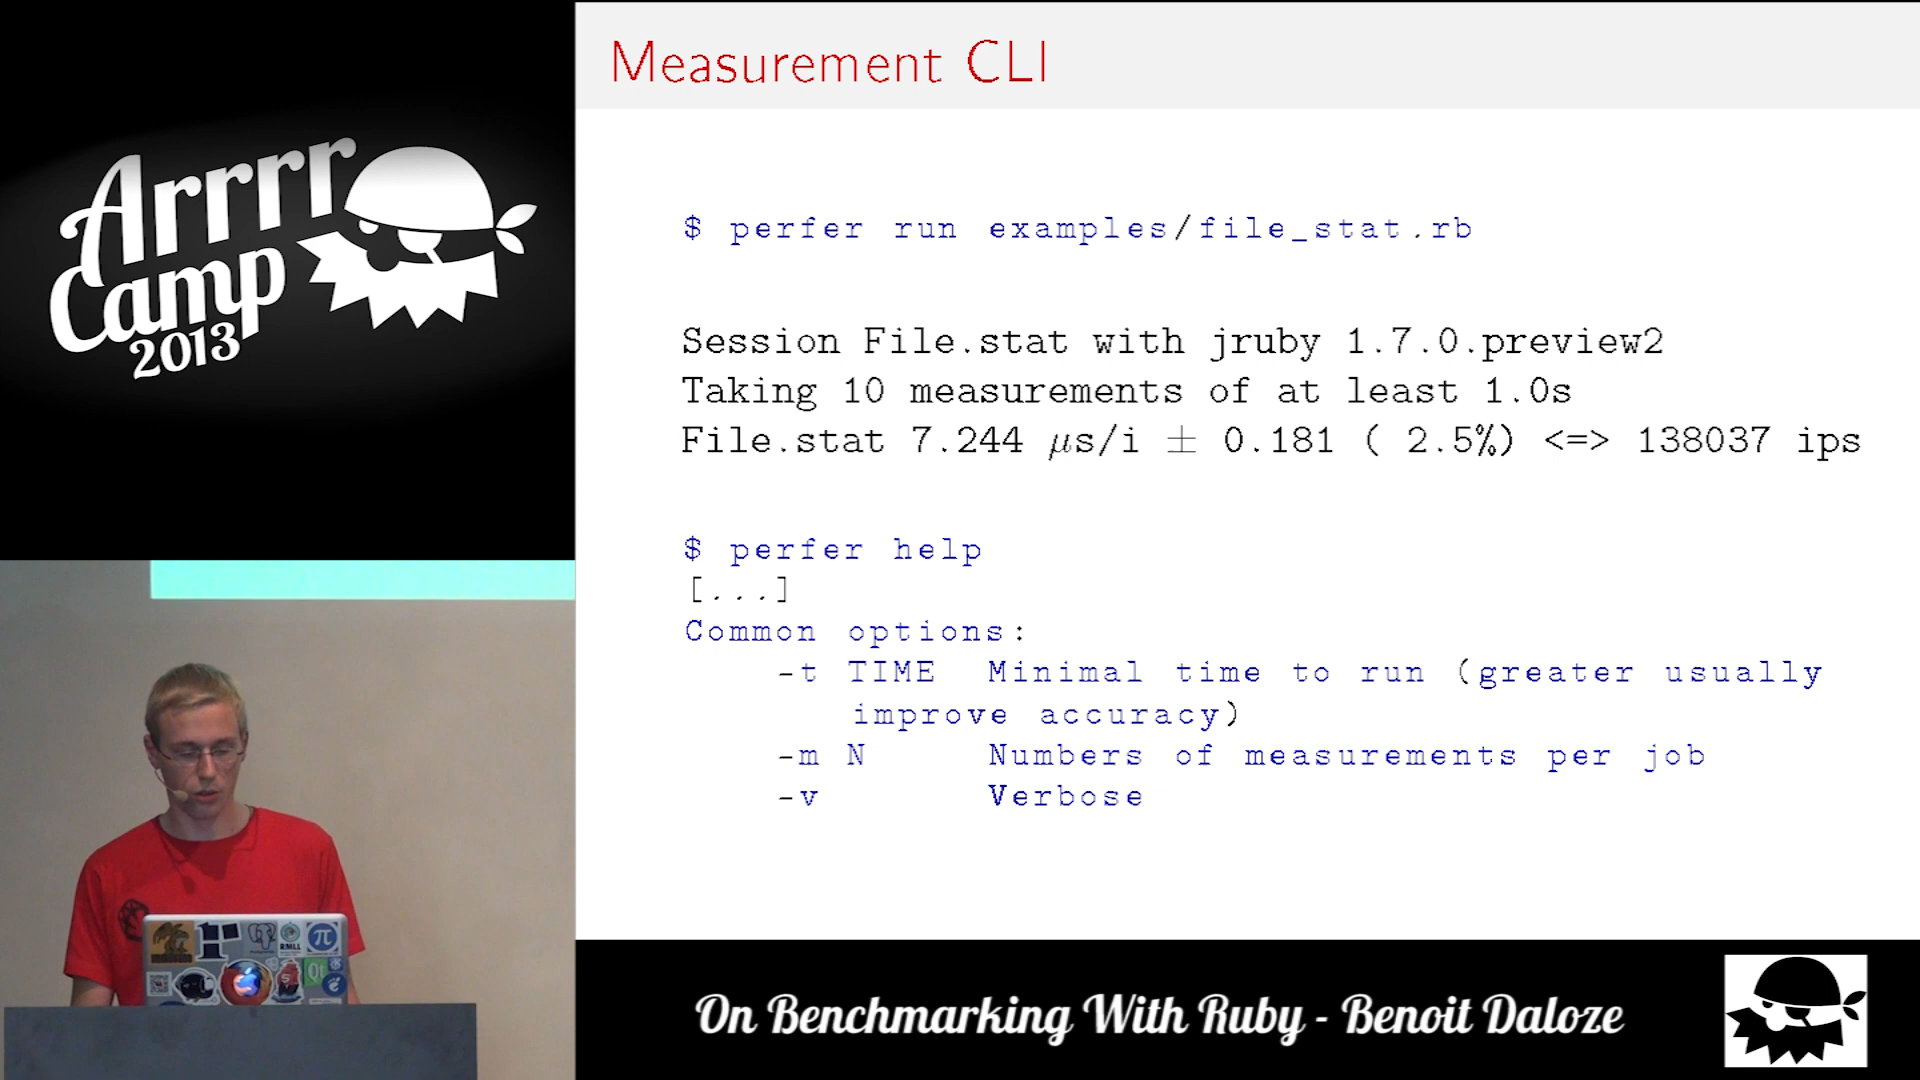 Arrrrr
Camp
2013
Measurement CLI
$ perfer run examples/file_stat.rb
Session File.stat with jruby 1.7.0.preview2
Taking 10 measurements of at least 1.0s
File.stat 7.244 µs/i ± 0.181 ( 2.5%) <=> 138037 ips
$ perfer help
[...]
Common options:
-t TIME Minimal time to run (greater usually
improve accuracy)
-m N Numbers of measurements per job
-v Verbose
RMLL
π
Qt
On Benchmarking With Ruby - Benoit Daloze